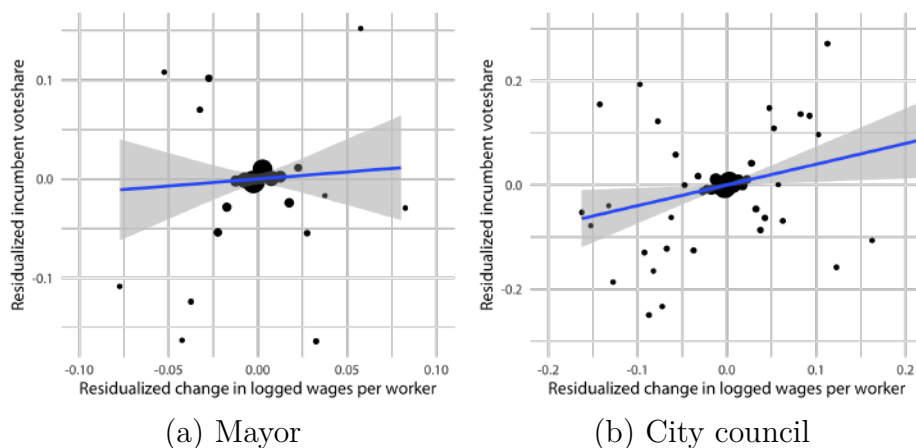 Residualized incumbent voteshare
0.1
0.0
-0.1
-0.10
-0.05
0.00
0.05
0.10
Residualized change in logged wages per worker
(a) Mayor
Residualized incumbent voteshare
0.2
0.0
-0.2
-0.2
-0.1
0.0
0.1
0.2
Residualized change in logged wages per worker
(b) City council